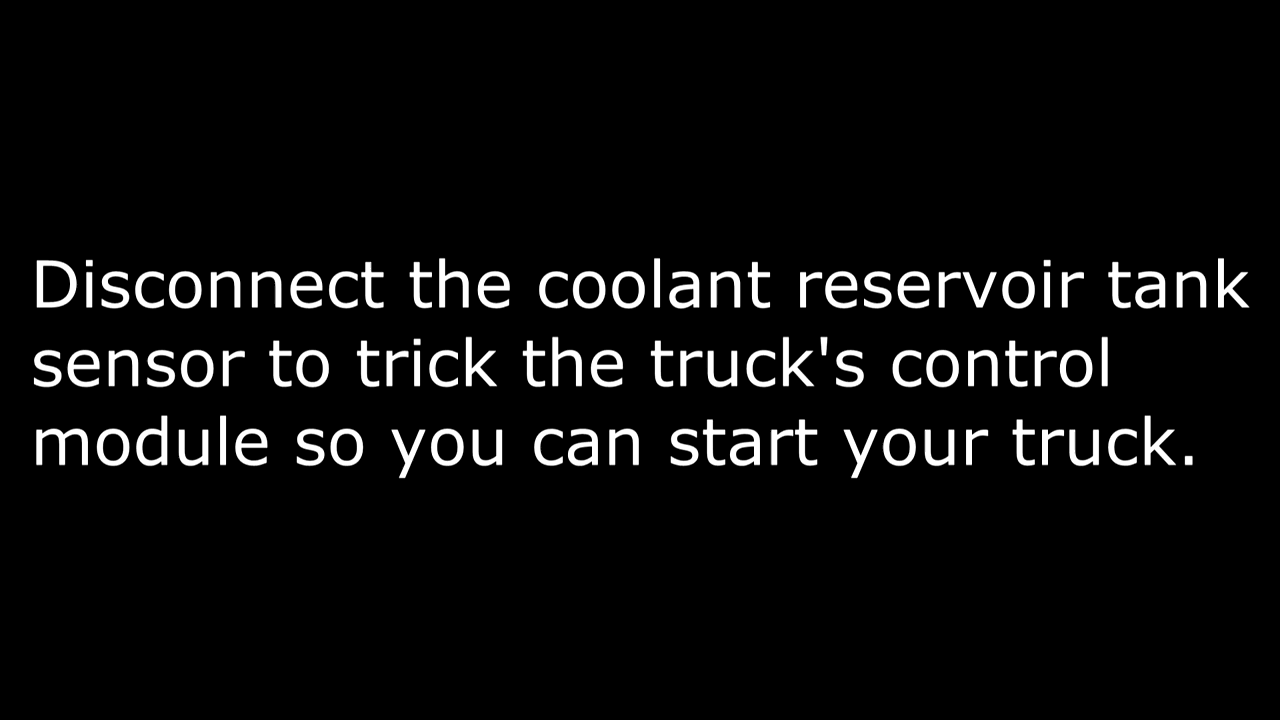 Disconnect the coolant reservoir tank
sensor to trick the truck's control
module so you can start your truck.